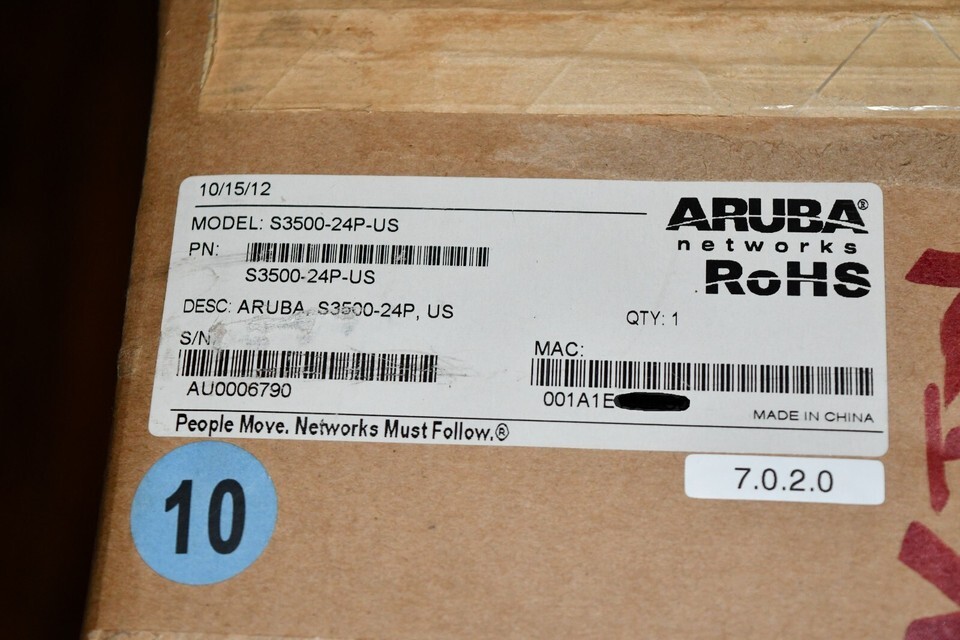 10/15/12
ARUBA®
networks
RoHS
MODEL: S3500-24P-US
PN:
S3500-24P-US
DESC: ARUBA, S3500-24P, US
QTY: 1
S/N
MAC:
AU0006790
001A1E
MADE IN CHINA
People Move. Networks Must Follow.®
7.0.2.0
10